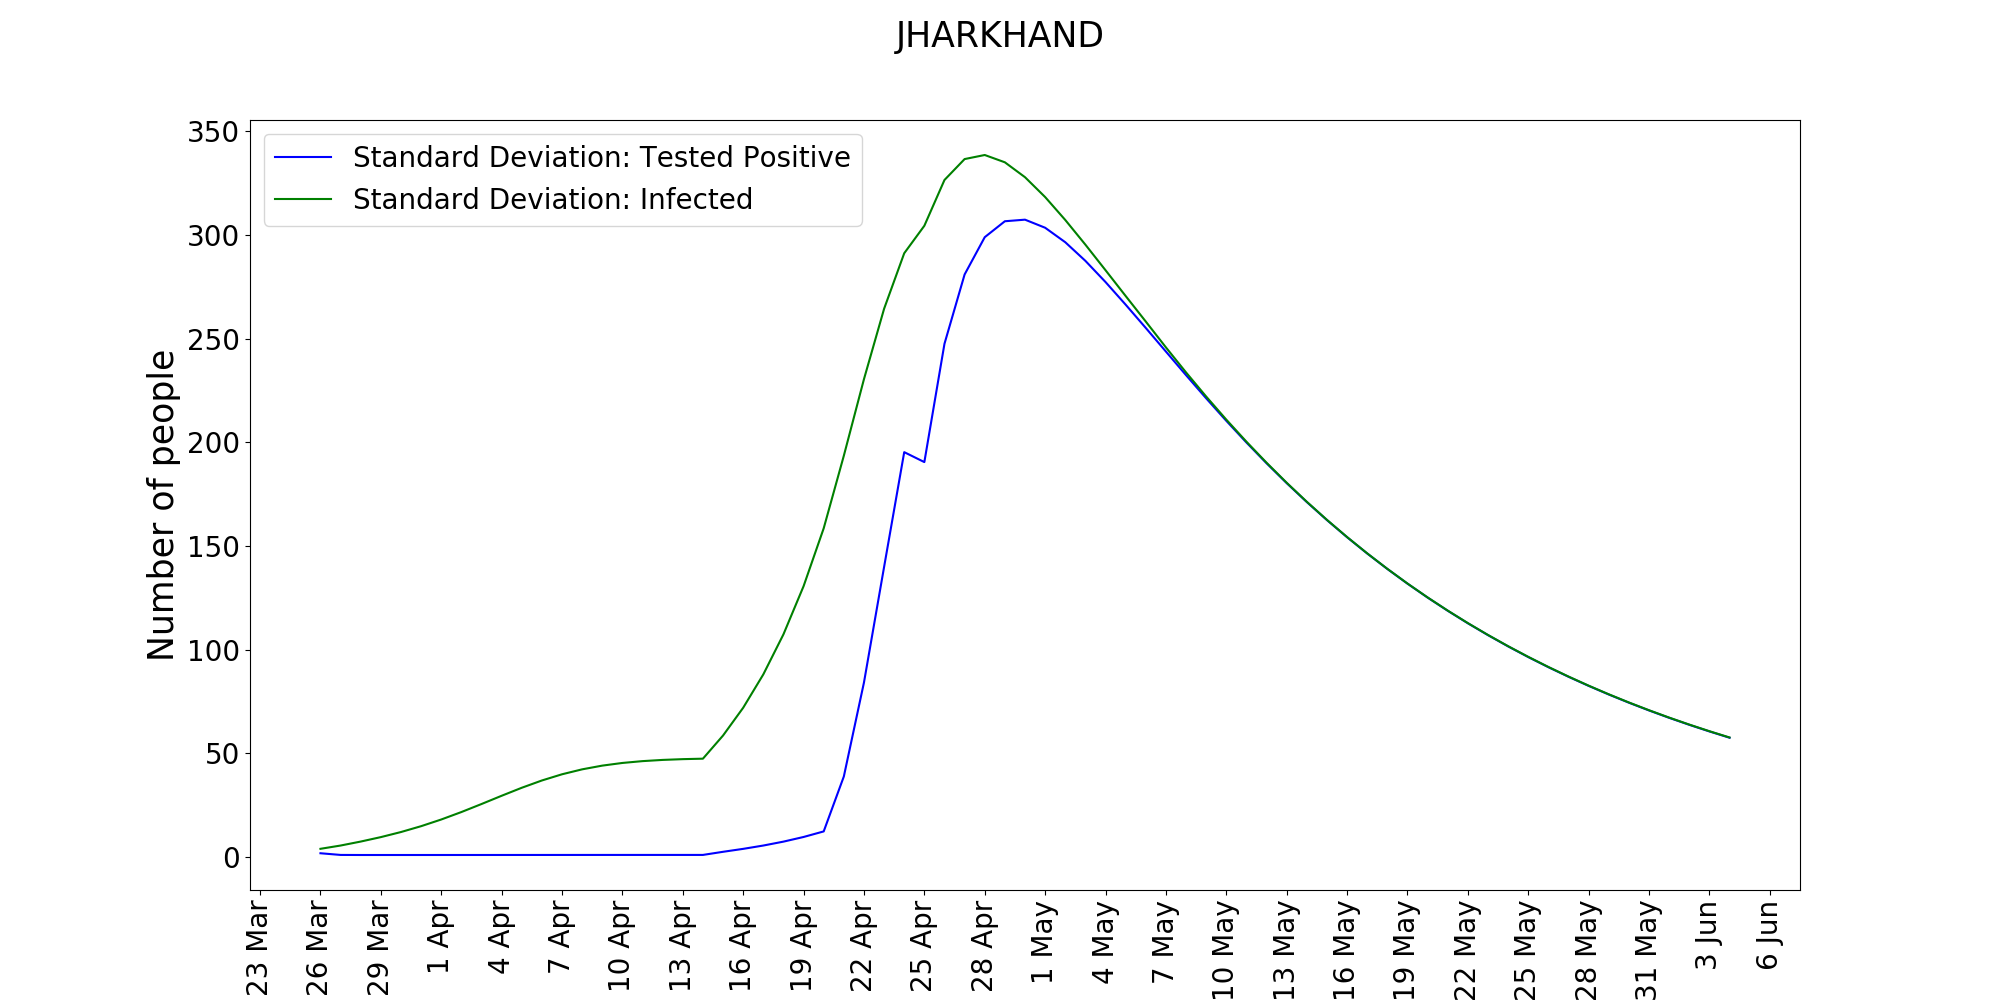 JHARKHAND
Standard Deviation: Tested Positive
Standard Deviation: Infected
Number of people
350
300
250
200
150
100
50
0
23 Mar
26 Mar
29 Mar
1 Apr
4 Apr
7 Apr
10 Apr
13 Apr
16 Apr
19 Apr
22 Apr
25 Apr
28 Apr
1 May
4 May
7 May
10 May
13 May
16 May
19 May
22 May
25 May
28 May
31 May
3 Jun
6 Jun